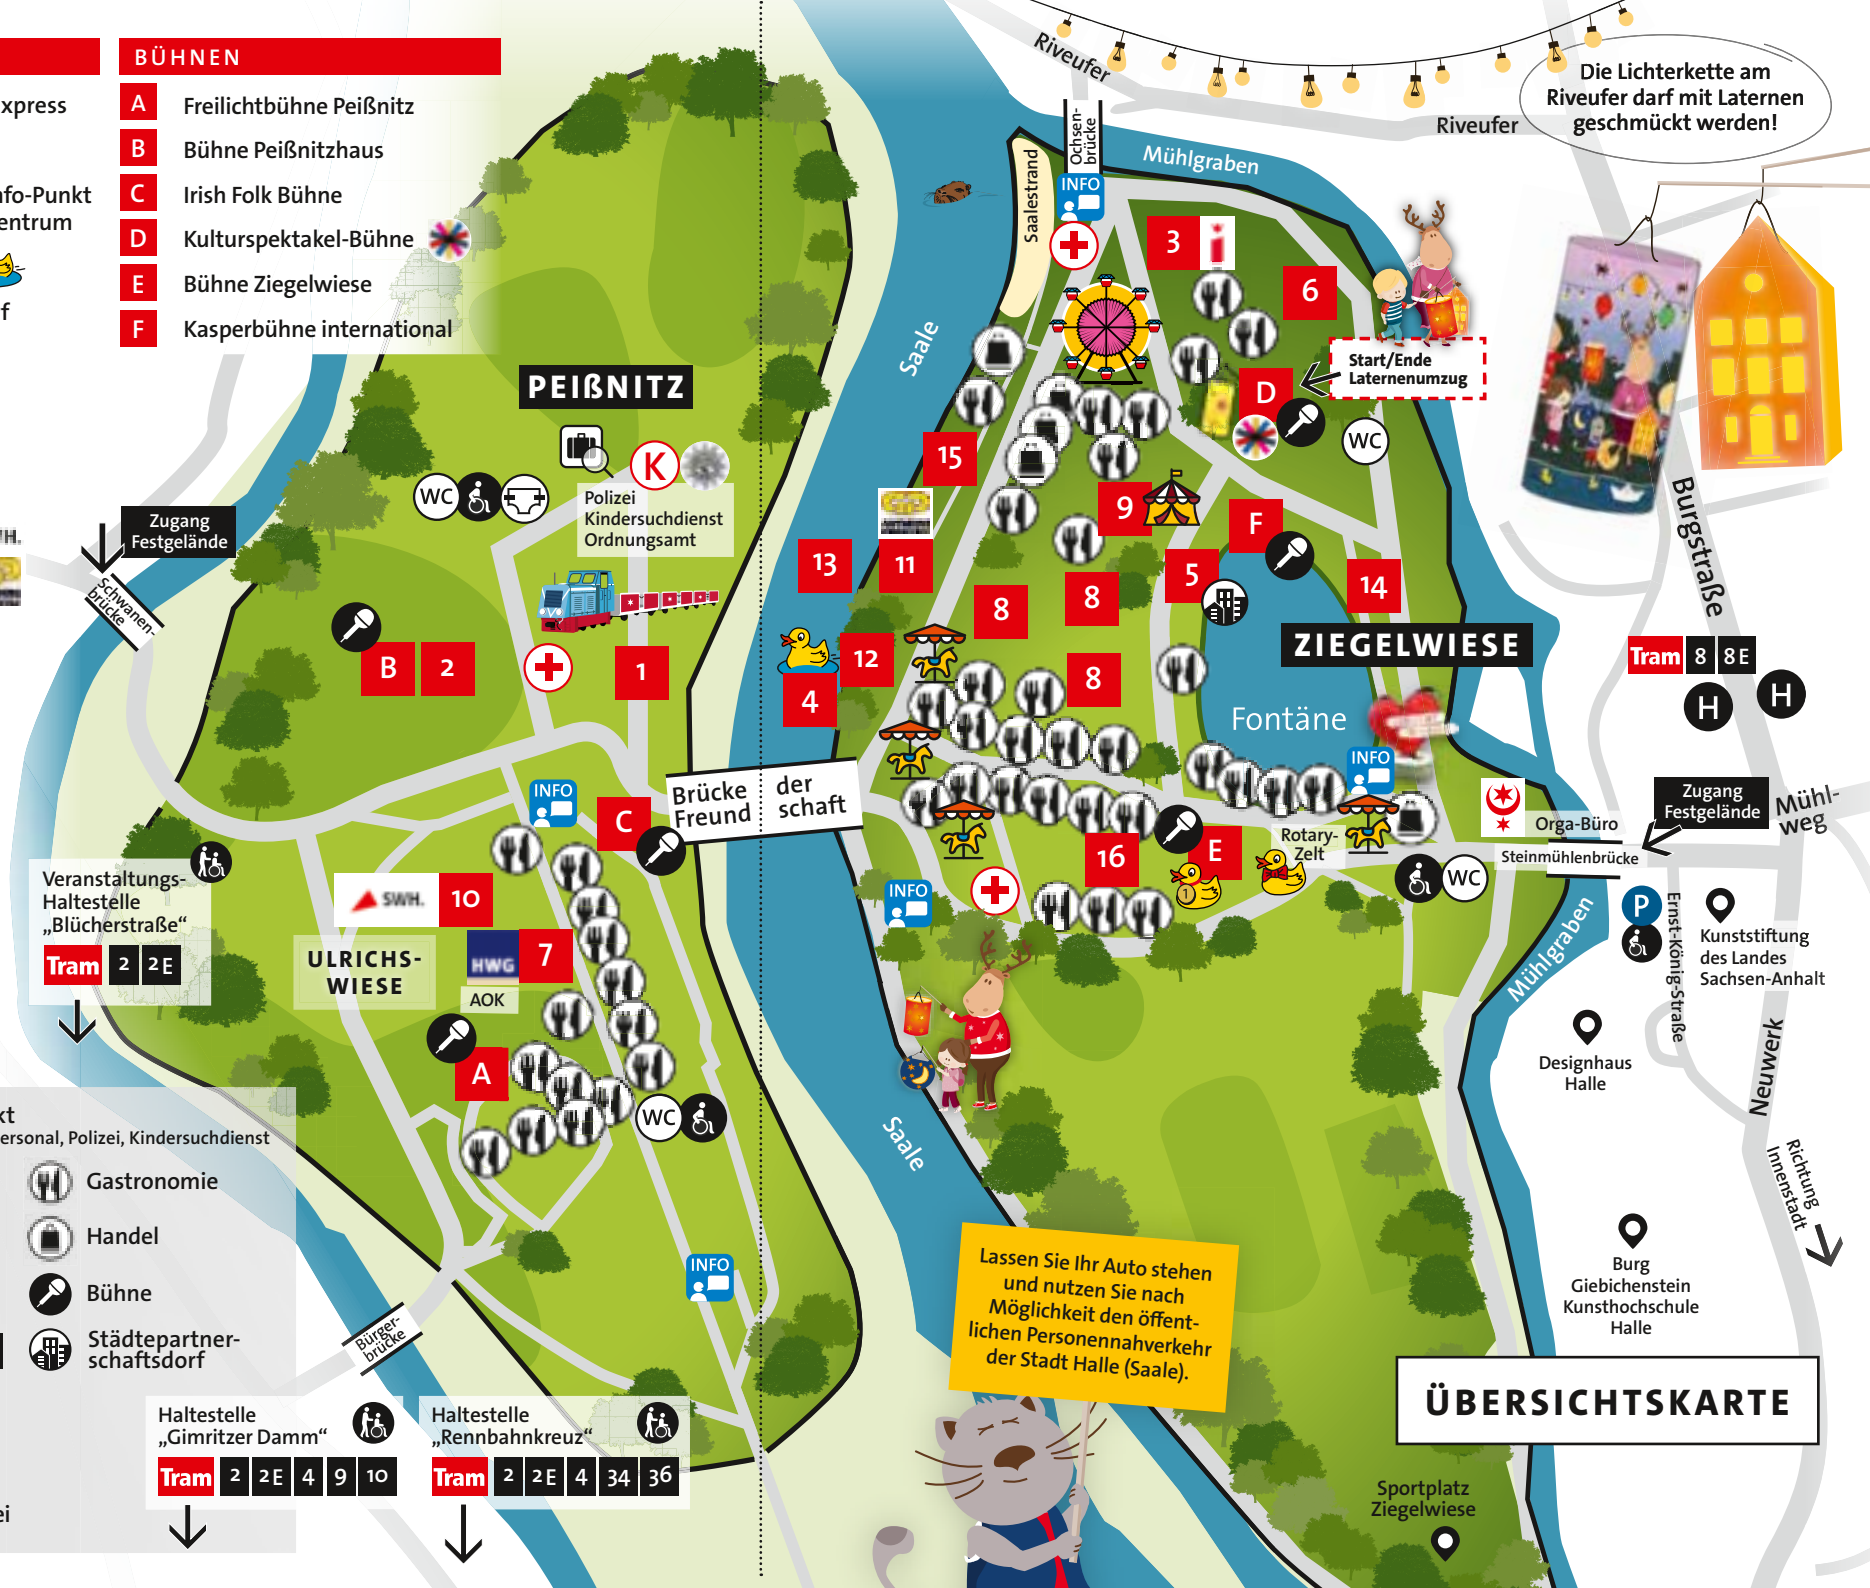 BÜHNEN
A Freilichtbühne Peißnitz
B Bühne Peißnitzhaus
C Irish Folk Bühne
D Kulturspektakel-Bühne
E Bühne Ziegelwiese
F Kasperbühne international
xpress
nfo-Punkt
entrum
f
PEIßNITZ
WC
K
Polizei
Kindersuchdienst
Ordnungsamt
Zugang
Festgelände
Schwanen-
brücke
B
2
1
INFO
C
Brücke der
Freund schaft
Veranstaltungs-
Haltestelle
„Blücherstraße“
Tram 2 2E
SWH. 10
ULRICHS-
WIESE
HWG 7
AOK
A
WC
INFO
kt
ersonal, Polizei, Kindersuchdienst
Gastronomie
Handel
Bühne
Städtepartner-
schaftsdorf
ei
Bürger-
brücke
Haltestelle
„Gimritzer Damm“
Tram 2 2E 4 9 10
Haltestelle
„Rennbahnkreuz“
Tram 2 2E 4 34 36
Riveufer
Riveufer
Die Lichterkette am
Riveufer darf mit Laternen
geschmückt werden!
Ochsen-
brücke
Mühlgraben
Saalestrand
INFO
3
6
Saale
Start/Ende
Laternenumzug
D
WC
15
9
F
13
11
5
14
8
8
12
8
4
ZIEGELWIESE
Fontäne
INFO
Burgstraße
Tram 8 8E
H
H
Zugang
Festgelände
Mühl-
weg
Orga-Büro
Steinmühlenbrücke
16
E
1
Rotary-
Zelt
WC
INFO
P
Ernst-König-Straße
Kunststiftung
des Landes
Sachsen-Anhalt
Mühlgraben
Designhaus
Halle
Neuwerk
Saale
Richtung
Innenstadt
Burg
Giebichenstein
Kunsthochschule
Halle
Lassen Sie Ihr Auto stehen
und nutzen Sie nach
Möglichkeit den öffent-
lichen Personennahverkehr
der Stadt Halle (Saale).
ÜBERSICHTSKARTE
Sportplatz
Ziegelwiese